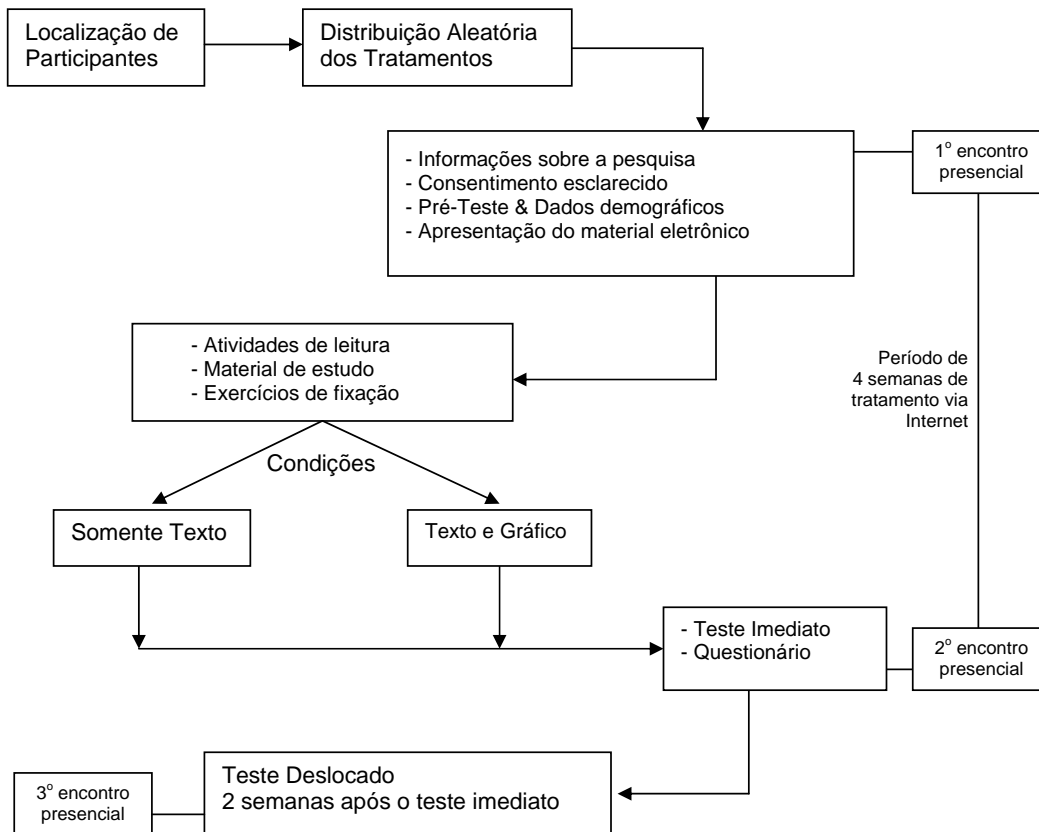 Localização de
Participantes
Distribuição Aleatória
dos Tratamentos
- Informações sobre a pesquisa
- Consentimento esclarecido
- Pré-Teste & Dados demográficos
- Apresentação do material eletrônico
1º encontro
presencial
- Atividades de leitura
- Material de estudo
- Exercícios de fixação
Período de
4 semanas de
tratamento via
Internet
Condições
Somente Texto
Texto e Gráfico
- Teste Imediato
- Questionário
2º encontro
presencial
Teste Deslocado
2 semanas após o teste imediato
3º encontro
presencial